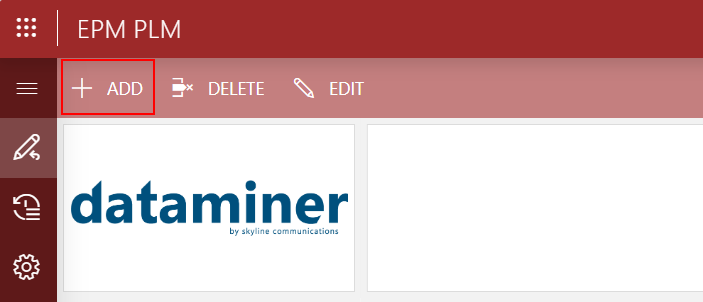 EPM PLM
ADD
DELETE
EDIT
dataminer
by skyline communications